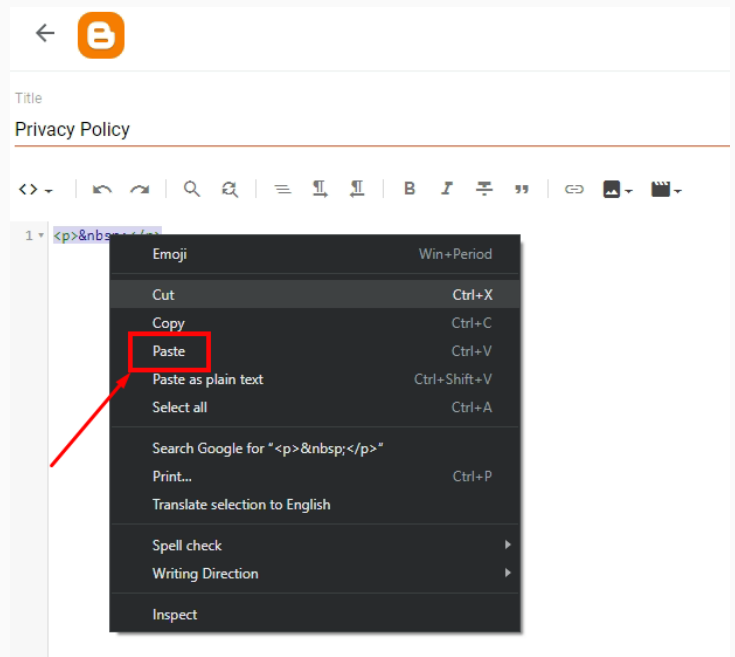 Title
Privacy Policy
B I
1 <p>&nbsp;</p>
Emoji Win+Period
Cut Ctrl+X
Copy Ctrl+C
Paste Ctrl+V
Paste as plain text Ctrl+Shift+V
Select all Ctrl+A
Search Google for “<p>&nbsp;</p>”
Print... Ctrl+P
Translate selection to English
Spell check
Writing Direction
Inspect